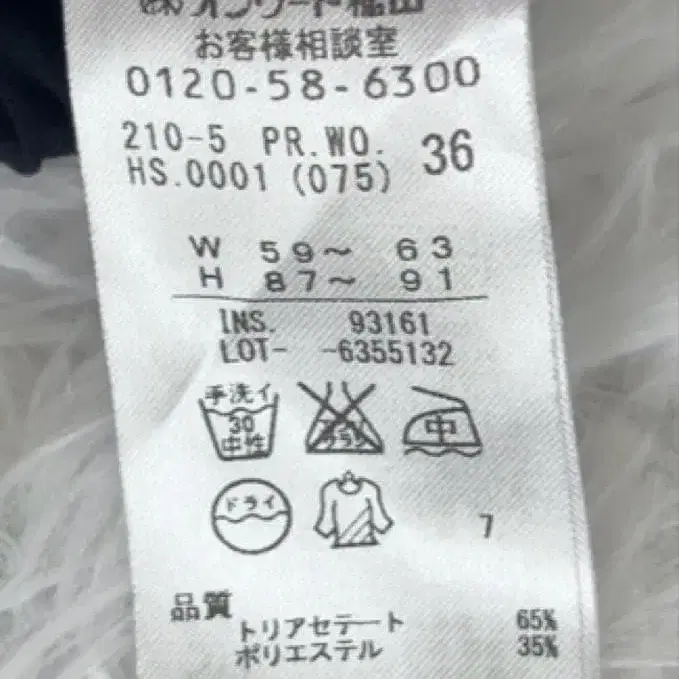 お客様相談室
0120-58-6300
210-5 PR.WO. 36
HS.0001 (075)
W 59〜 63
H 87〜 91
INS. 93161
LOT- -6355132
手洗イ
30
中性
中
ドライ
7
品質
トリアセテート 65%
ポリエステル 35%